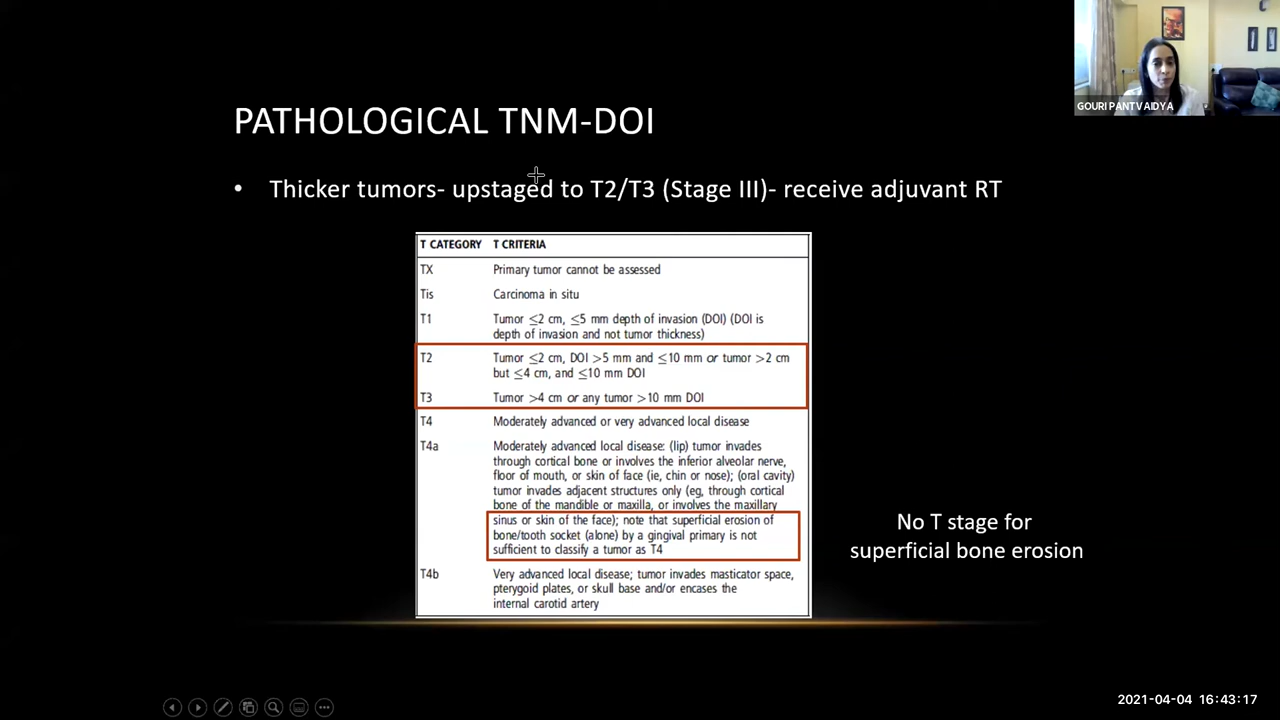 GOURI PANTVAIDYA
PATHOLOGICAL TNM-DOI
• Thicker tumors- upstaged to T2/T3 (Stage III)- receive adjuvant RT
T CATEGORY T CRITERIA
TX Primary tumor cannot be assessed
Tis Carcinoma in situ
T1 Tumor ≤2 cm, ≤5 mm depth of invasion (DOI) (DOI is
depth of invasion and not tumor thickness)
T2 Tumor ≤2 cm, DOI >5 mm and ≤10 mm or tumor >2 cm
but ≤4 cm, and ≤10 mm DOI
T3 Tumor >4 cm or any tumor >10 mm DOI
T4 Moderately advanced or very advanced local disease
T4a Moderately advanced local disease: (lip) tumor invades
through cortical bone or involves the inferior alveolar nerve,
floor of mouth, or skin of face (ie, chin or nose); (oral cavity)
tumor invades adjacent structures only (eg, through cortical
bone of the mandible or maxilla, or involves the maxillary
sinus or skin of the face); note that superficial erosion of
bone/tooth socket (alone) by a gingival primary is not
sufficient to classify a tumor as T4
T4b Very advanced local disease; tumor invades masticator space,
pterygoid plates, or skull base and/or encases the
internal carotid artery
No T stage for
superficial bone erosion
2021-04-04 16:43:17